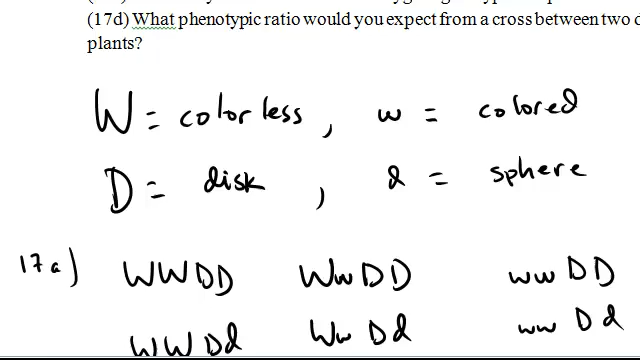 (17d) What phenotypic ratio would you expect from a cross between two d
plants?
W = colorless , w = colored
D = disk , d = sphere
17a) WWDD WwDD wwDD
WWDd WwDd wwDd